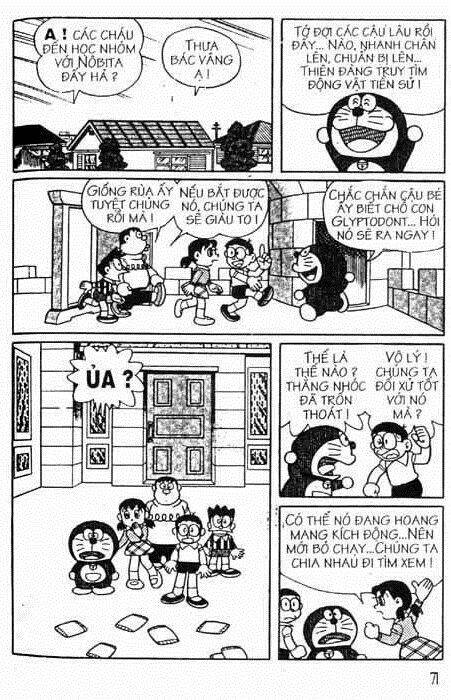 A ! CÁC CHÁU
ĐẾN HỌC NHÓM
VỚI NÔBITA
ĐÂY HẢ ?
THƯA
BÁC VÂNG
Ạ !
TỚ ĐỢI CÁC CẬU LÂU RỒI
ĐẤY... NÀO, NHANH CHÂN
LÊN, CHUẨN BỊ LÊN...
THIÊN ĐÀNG TRUY TÌM
ĐỘNG VẬT TIỀN SỬ !
GIỐNG RÙA ẤY
TUYỆT CHỦNG
RỒI MÀ !
NẾU BẮT ĐƯỢC
NÓ, CHÚNG TA
SẼ GIÀU TO !
CHẮC CHẮN CẬU BÉ
ẤY BIẾT CHỖ CON
GLYPTODONT... HỎI
NÓ SẼ RA NGAY !
ỦA ?
THẾ LÀ
THẾ NÀO ?
THẰNG NHÓC
ĐÃ TRỐN
THOÁT !
VÔ LÝ !
CHÚNG TA
ĐỐI XỬ TỐT
VỚI NÓ
MÀ ?
CÓ THỂ NÓ ĐANG HOANG
MANG KÍCH ĐỘNG...NÊN
MỚI BỎ CHẠY...CHÚNG TA
CHIA NHAU ĐI TÌM XEM !
71